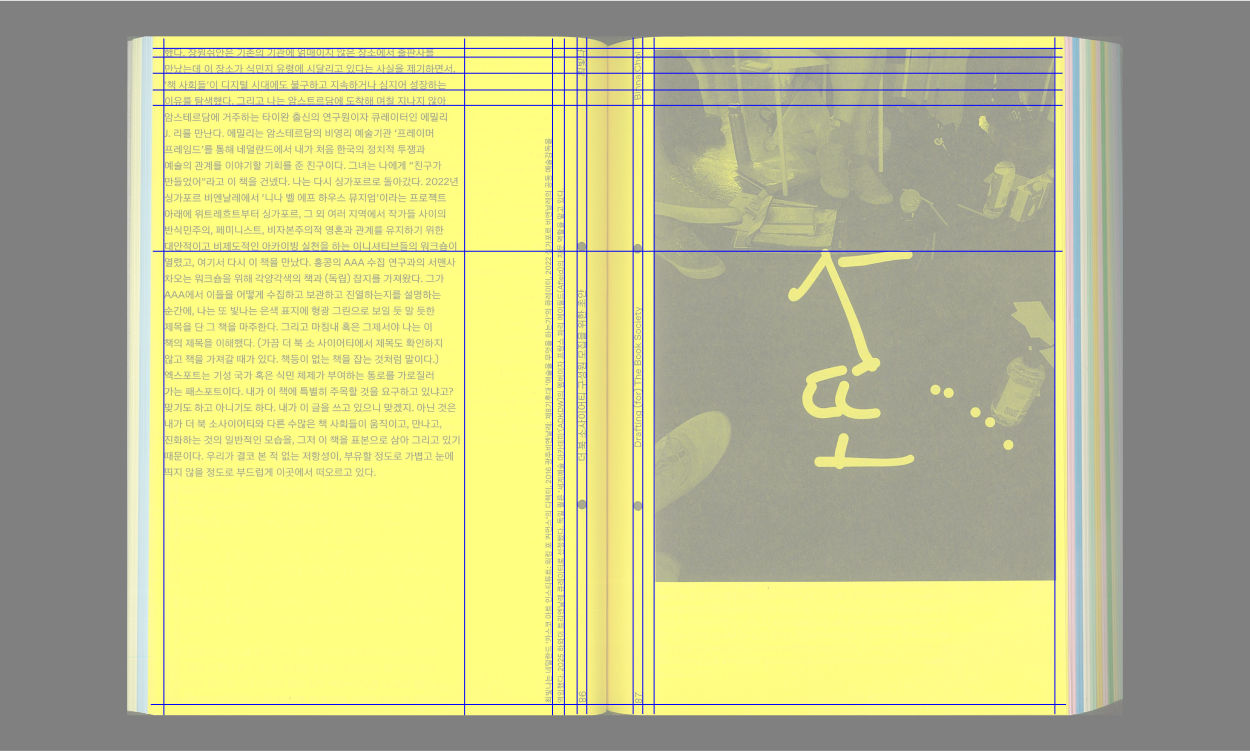 했다. 장원쉬안은 기존의 기관에 얽매이지 않은 장소에서 출판사를
만났는데 이 장소가 식민지 유령에 시달리고 있다는 사실을 제기하면서,
‘책 사회들’이 디지털 시대에도 불구하고 지속하거나 심지어 성장하는
이유를 탐색했다. 그리고 나는 암스트르담에 도착해 며칠 지나지 않아
암스테르담에 거주하는 타이완 출신의 연구원이자 큐레이터인 에밀리
J. 리를 만난다. 에밀리는 암스테르담의 비영리 예술기관 ‘프레이머
프레임드’를 통해 네덜란드에서 내가 처음 한국의 정치적 투쟁과
예술의 관계를 이야기할 기회를 준 친구이다. 그녀는 나에게 “친구가
만들었어”라고 이 책을 건넸다. 나는 다시 싱가포르로 돌아갔다. 2022년
싱가포르 비엔날레에서 ‘니나 벨 에프 하우스 뮤지엄’이라는 프로젝트
아래에 위트레흐트부터 싱가포르, 그 외 여러 지역에서 작가들 사이의
반식민주의, 페미니스트, 비자본주의적 영혼과 관계를 유지하기 위한
대안적이고 비제도적인 아카이빙 실천을 하는 이니셔티브들의 워크숍이
열렸고, 여기서 다시 이 책을 만났다. 홍콩의 AAA 수집 연구과의 서맨사
차오는 워크숍을 위해 각양각색의 책과 (독립) 잡지를 가져왔다. 그가
AAA에서 이들을 어떻게 수집하고 보관하고 진열하는지를 설명하는
순간에, 나는 또 빛나는 은색 표지에 형광 그린으로 보일 듯 말 듯한
제목을 단 그 책을 마주한다. 그리고 마침내 혹은 그제서야 나는 이
책의 제목을 이해했다. (가끔 더 북 소 사이어티에서 제목도 확인하지
않고 책을 가져갈 때가 있다. 책등이 없는 책을 잡는 것처럼 말이다.)
엑스포트는 기성 국가 혹은 식민 체제가 부여하는 통로를 가로질러
가는 패스포트이다. 내가 이 책에 특별히 주목할 것을 요구하고 있냐고?
맞기도 하고 아니기도 하다. 내가 이 글을 쓰고 있으니 맞겠지. 아닌 것은
내가 더 북 소사이어티와 다른 수많은 책 사회들이 움직이고, 만나고,
진화하는 것의 일반적인 모습을, 그저 이 책을 표본으로 삼아 그리고 있기
때문이다. 우리가 결코 본 적 없는 저항성이, 부유할 정도로 가볍고 눈에
띄지 않을 정도로 부드럽게 이곳에서 떠오르고 있다.
더 북 소사이어티 구성원 모집을 위한 초안
86
Binna Choi
Drafting (for) The Book Society
87